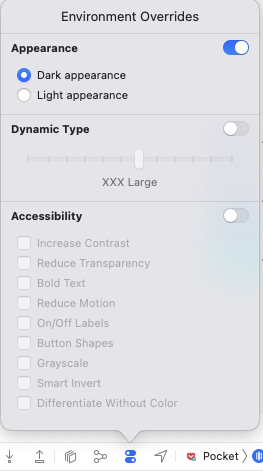 Environment Overrides
Appearance
Dark appearance
Light appearance
Dynamic Type
XXX Large
Accessibility
Increase Contrast
Reduce Transparency
Bold Text
Reduce Motion
On/Off Labels
Button Shapes
Grayscale
Smart Invert
Differentiate Without Color
Pocket